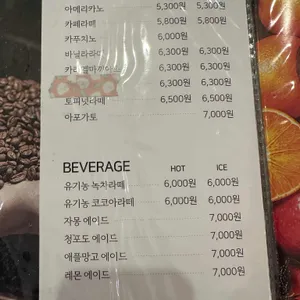 아메리카노 5,300원 5,300원
카페라떼 5,800원 5,800원
카푸치노 6,000원
바닐라라떼 6,300원 6,300원
6,300원 6,300원
6,300원 6,300원
토피넛라떼 6,500원 6,500원
아포가토 7,000원
BEVERAGE HOT ICE
유기농 녹차라떼 6,000원 6,000원
유기농 코코아라떼 6,000원 6,000원
자몽 에이드 7,000원
청포도 에이드 7,000원
애플망고 에이드 7,000원
레몬 에이드 7,000원